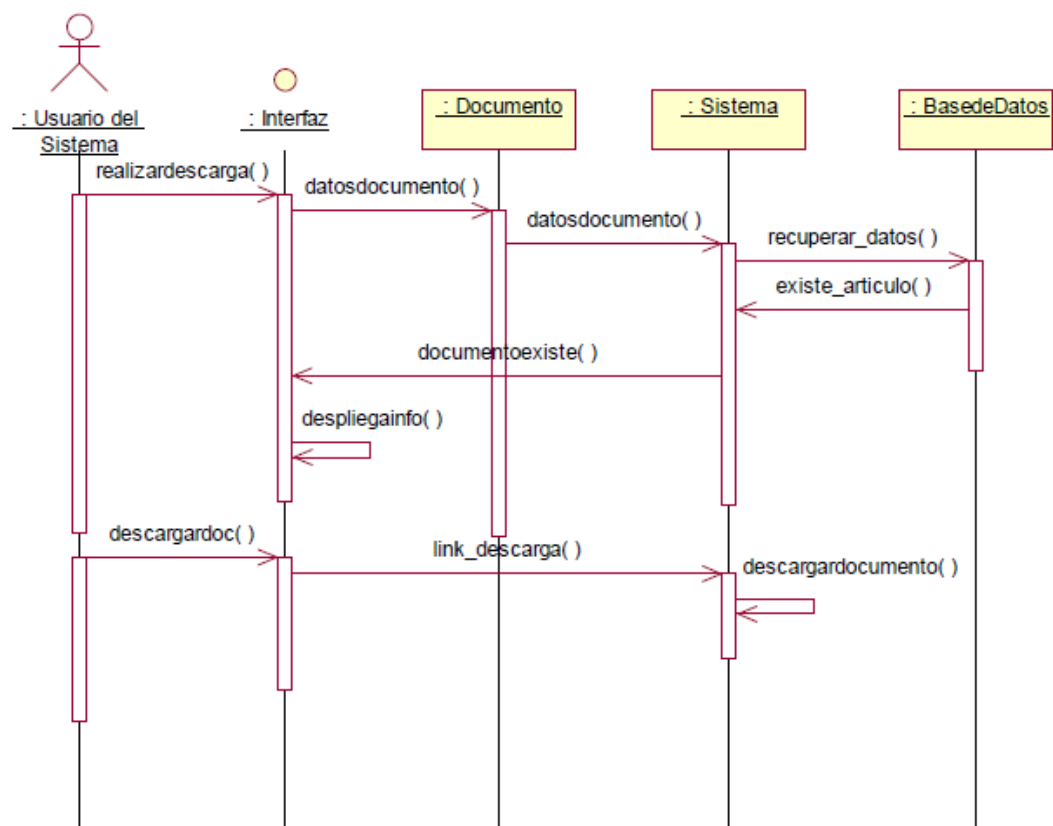 : Usuario del
Sistema
: Interfaz
: Documento
: Sistema
: BasedeDatos
realizardescarga( )
datosdocumento( )
datosdocumento( )
recuperar_datos( )
existe_articulo( )
documentoexiste( )
despliegainfo( )
descargardoc( )
link_descarga( )
descargardocumento( )